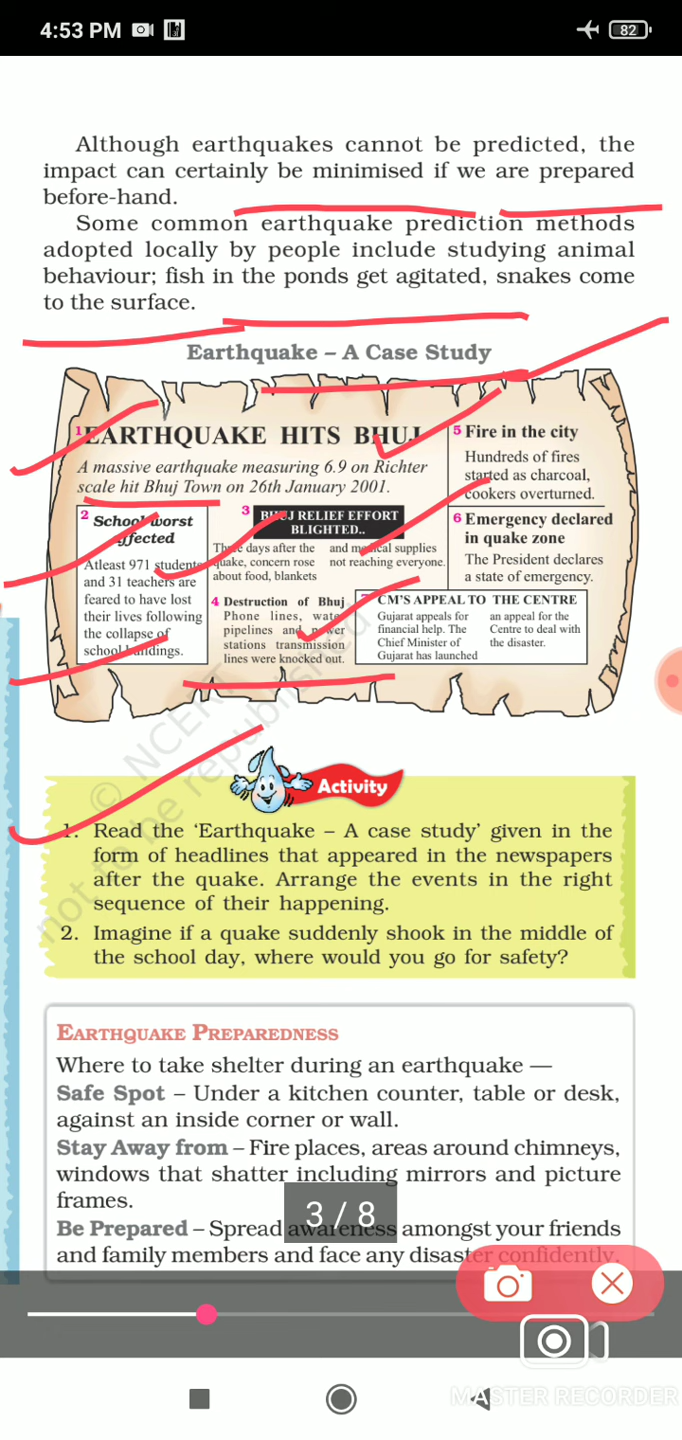 4:53 PM
82
Although earthquakes cannot be predicted, the
impact can certainly be minimised if we are prepared
before-hand.
Some common earthquake prediction methods
adopted locally by people include studying animal
behaviour; fish in the ponds get agitated, snakes come
to the surface.
Earthquake – A Case Study
1 EARTHQUAKE HITS BHUJ
A massive earthquake measuring 6.9 on Richter
scale hit Bhuj Town on 26th January 2001.
2 School worst
affected
Atleast 971 students
and 31 teachers are
feared to have lost
their lives following
the collapse of
school buildings.
3 BHUJ RELIEF EFFORT
BLIGHTED..
Three days after the
quake, concern rose
about food, blankets
and medical supplies
not reaching everyone.
4 Destruction of Bhuj
Phone lines, water
pipelines and power
stations transmission
lines were knocked out.
5 Fire in the city
Hundreds of fires
started as charcoal,
cookers overturned.
6 Emergency declared
in quake zone
The President declares
a state of emergency.
CM'S APPEAL TO THE CENTRE
Gujarat appeals for
financial help. The
Chief Minister of
Gujarat has launched
an appeal for the
Centre to deal with
the disaster.
© NCERT
not to be republished
Activity
1. Read the ‘Earthquake – A case study’ given in the
form of headlines that appeared in the newspapers
after the quake. Arrange the events in the right
sequence of their happening.
2. Imagine if a quake suddenly shook in the middle of
the school day, where would you go for safety?
EARTHQUAKE PREPAREDNESS
Where to take shelter during an earthquake —
Safe Spot – Under a kitchen counter, table or desk,
against an inside corner or wall.
Stay Away from – Fire places, areas around chimneys,
windows that shatter including mirrors and picture
frames.
Be Prepared – Spread awareness amongst your friends
and family members and face any disaster confidently.
3 / 8
MASTER RECORDER